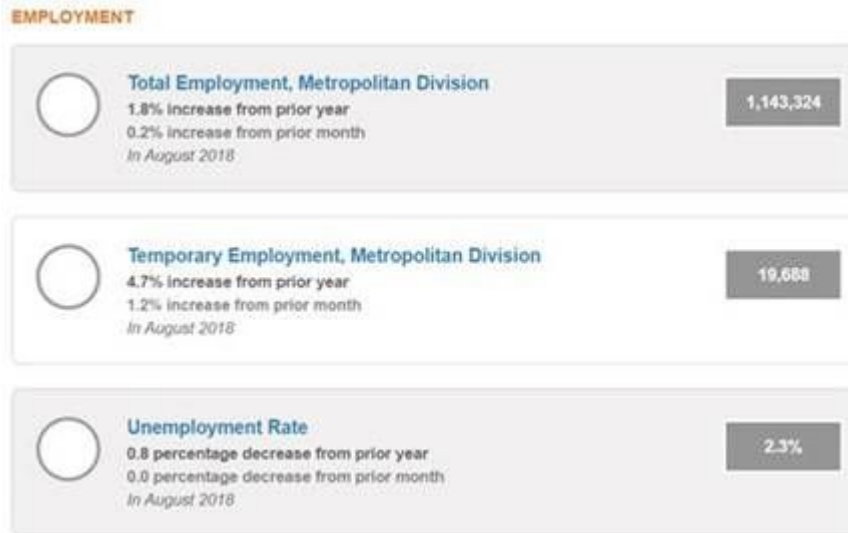 EMPLOYMENT
Total Employment, Metropolitan Division
1.8% increase from prior year
0.2% increase from prior month
In August 2018
1,143,324
Temporary Employment, Metropolitan Division
4.7% increase from prior year
1.2% increase from prior month
In August 2018
19,688
Unemployment Rate
0.8 percentage decrease from prior year
0.0 percentage decrease from prior month
In August 2018
2.3%